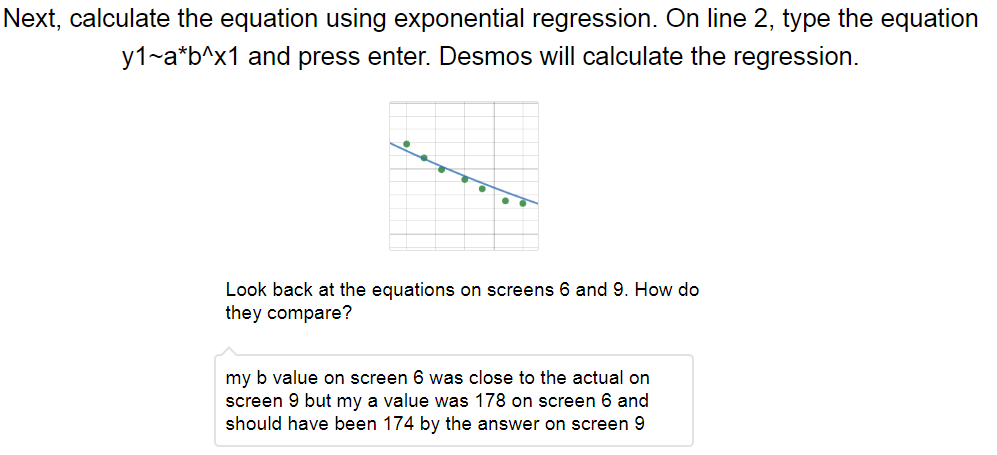 Next, calculate the equation using exponential regression. On line 2, type the equation
y1~a*b^x1 and press enter. Desmos will calculate the regression.
Look back at the equations on screens 6 and 9. How do
they compare?
my b value on screen 6 was close to the actual on
screen 9 but my a value was 178 on screen 6 and
should have been 174 by the answer on screen 9